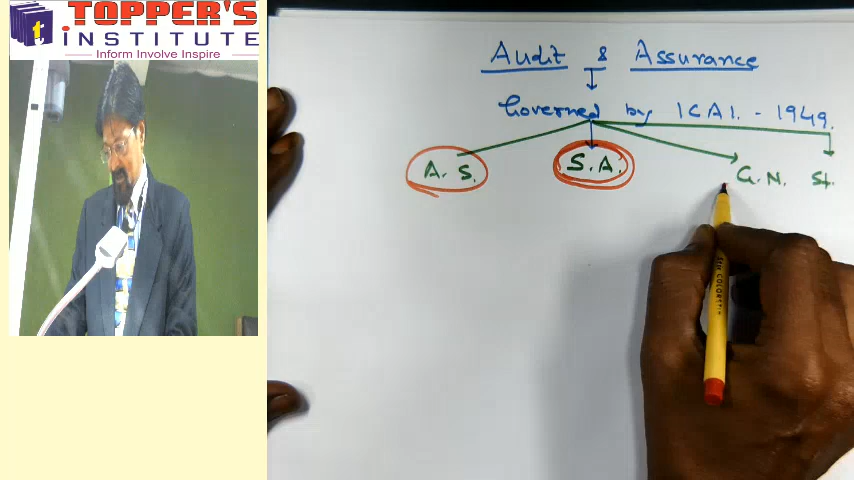 TOPPER'S
t INSTITUTE
Inform Involve Inspire
Audit & Assurance
Governed by ICAI. - 1949.
A. S. S. A. G. N. St.